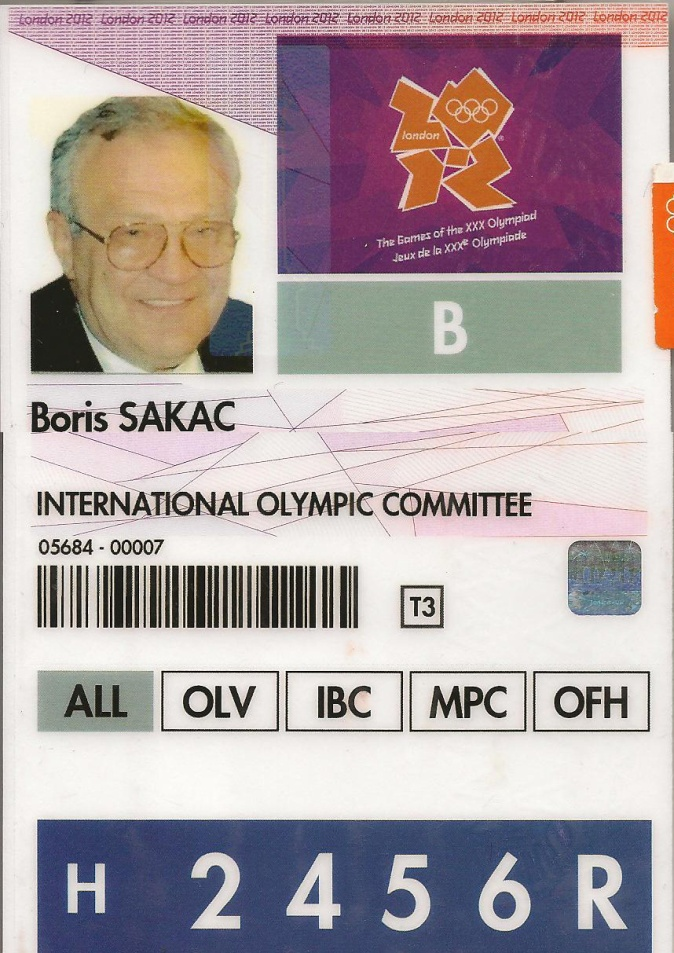 London 2012 London 2012 London 2012 London 2012 London 2012 London 2012 London 2012 London 2012
london
The Games of the XXX Olympiad
Jeux de la XXXᵉ Olympiade
B
Boris SAKAC
INTERNATIONAL OLYMPIC COMMITTEE
05684 - 00007
T3
ALL OLV IBC MPC OFH
H 2 4 5 6 R